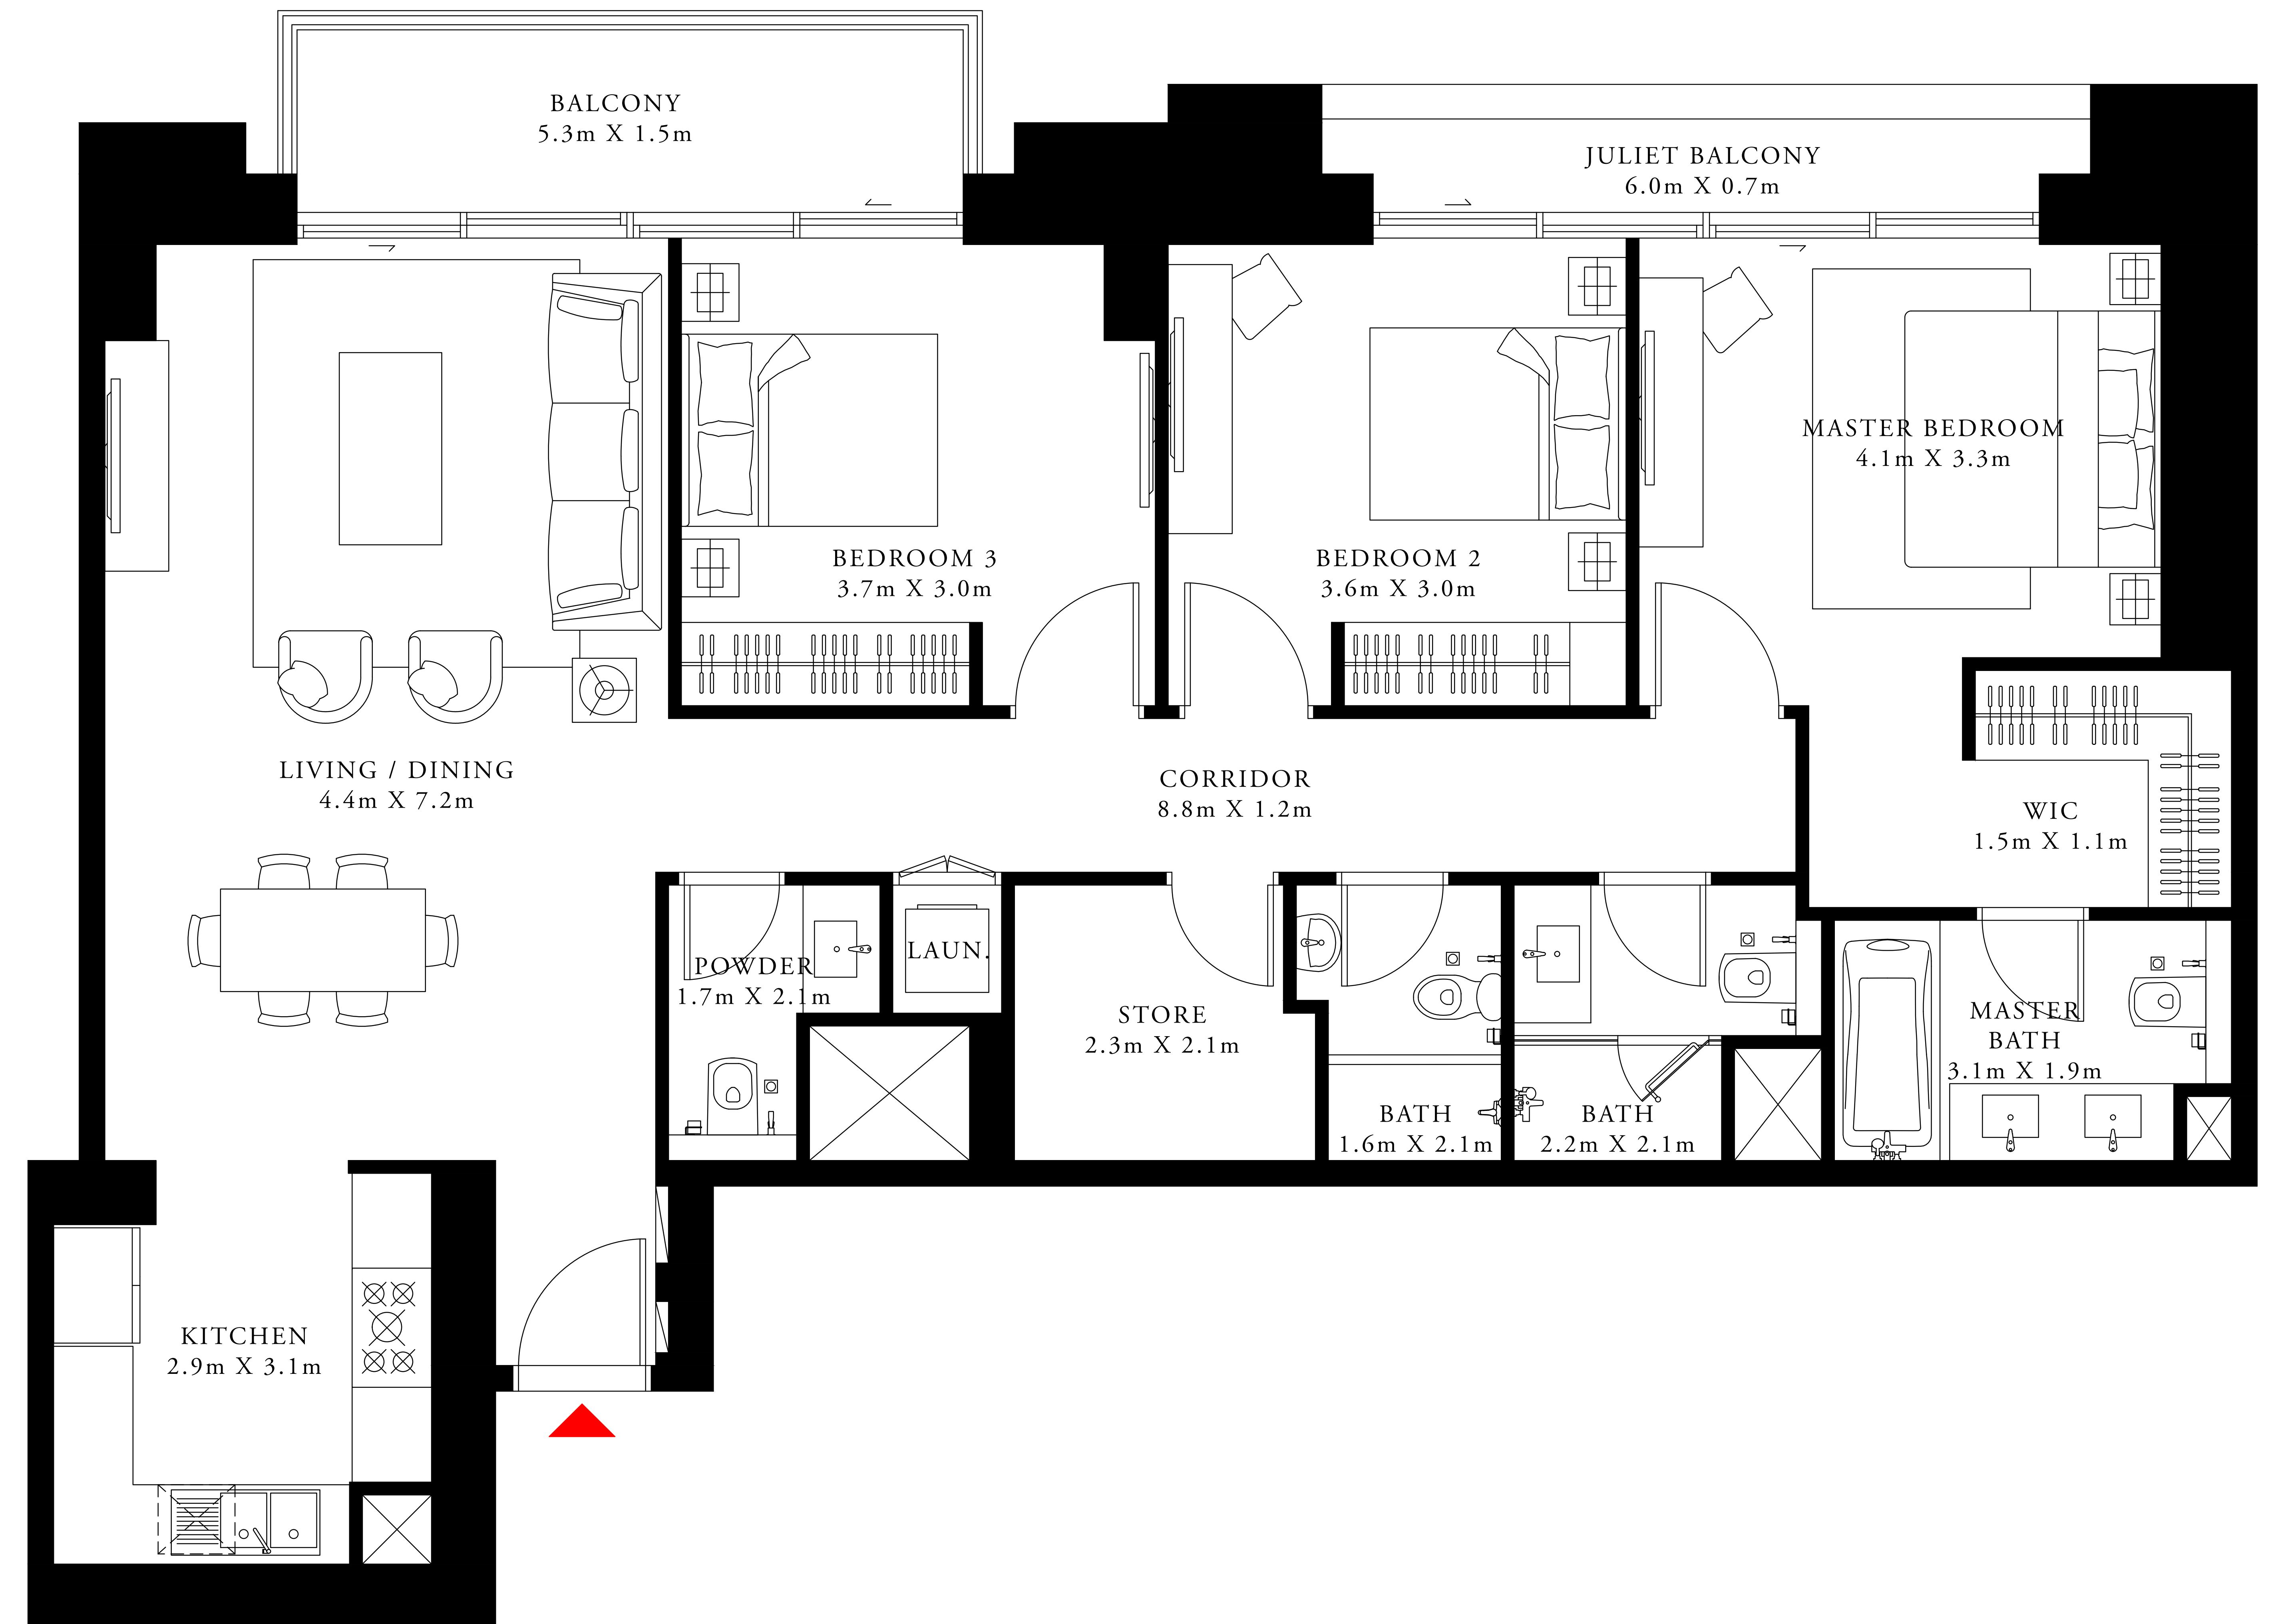 BALCONY
5.3m X 1.5m
JULIET BALCONY
6.0m X 0.7m
MASTER BEDROOM
4.1m X 3.3m
BEDROOM 3
3.7m X 3.0m
BEDROOM 2
3.6m X 3.0m
LIVING / DINING
4.4m X 7.2m
CORRIDOR
8.8m X 1.2m
WIC
1.5m X 1.1m
POWDER
1.7m X 2.1m
LAUN.
STORE
2.3m X 2.1m
BATH
1.6m X 2.1m
BATH
2.2m X 2.1m
MASTER
BATH
3.1m X 1.9m
KITCHEN
2.9m X 3.1m